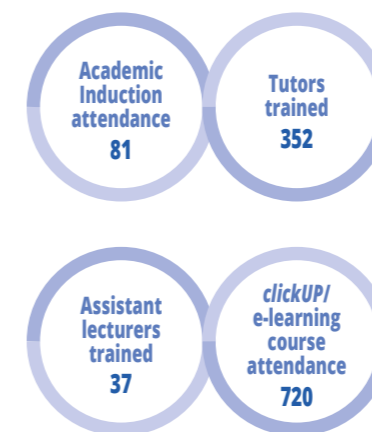 Academic
Induction
attendance
81
Tutors
trained
352
Assistant
lecturers
trained
37
clickUP/
e-learning
course
attendance
720